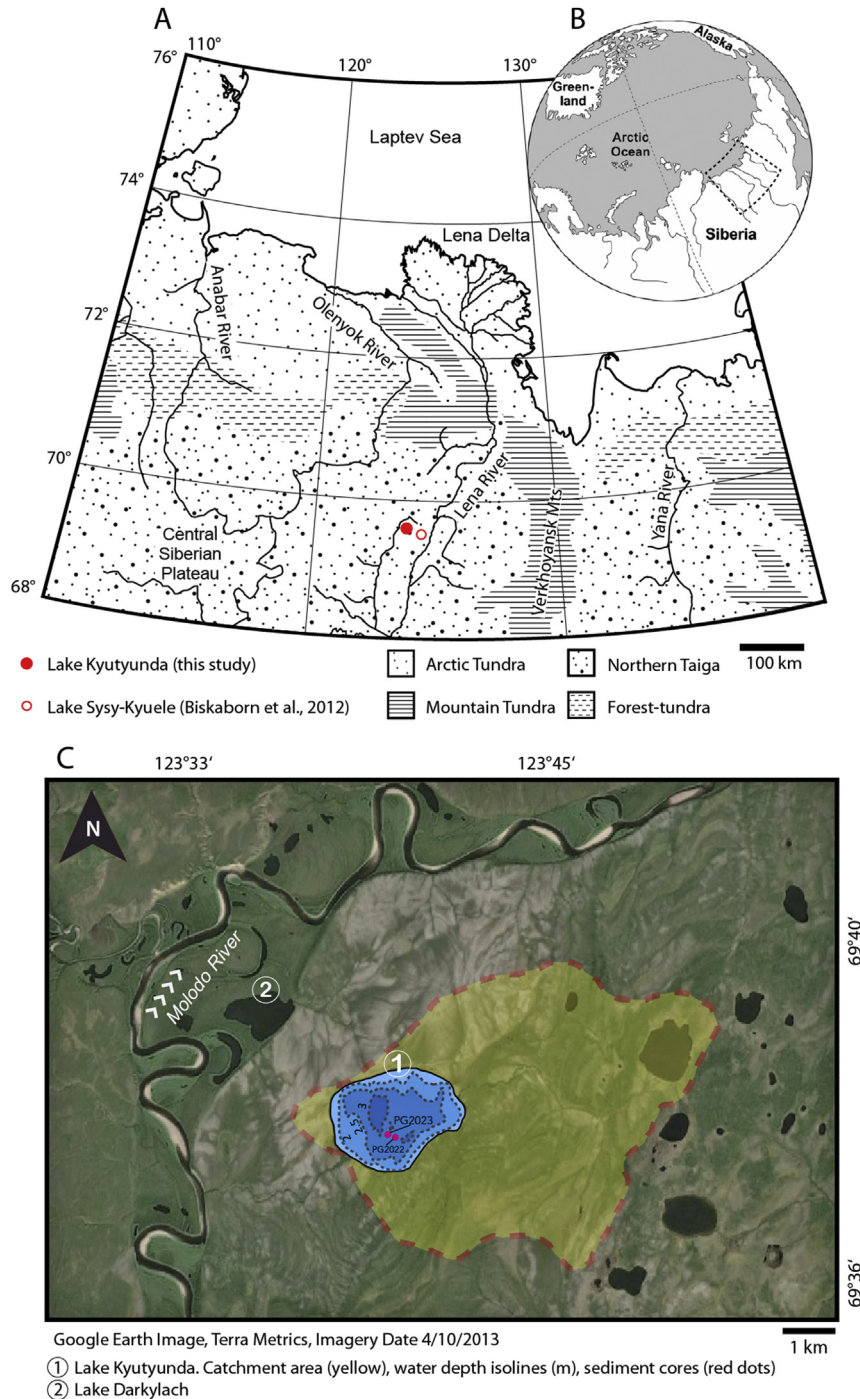 A
B
76°
110°
120°
130°
Alaska
Green-
land
Arctic
Ocean
Siberia
Laptev Sea
74°
Lena Delta
Anabar River
Olenyok River
72°
70°
Lena River
Verkhoyansk Mts
Yana River
Central
Siberian
Plateau
68°
Lake Kyutyunda (this study)
Arctic Tundra
Northern Taiga
100 km
Lake Sysy-Kyuele (Biskaborn et al., 2012)
Mountain Tundra
Forest-tundra
C
123°33‘
123°45‘
N
69°40‘
Molodo River
2
1
3
2.5
2
PG2023
PG2022
69°36‘
Google Earth Image, Terra Metrics, Imagery Date 4/10/2013
1 km
1 Lake Kyutyunda. Catchment area (yellow), water depth isolines (m), sediment cores (red dots)
2 Lake Darkylach